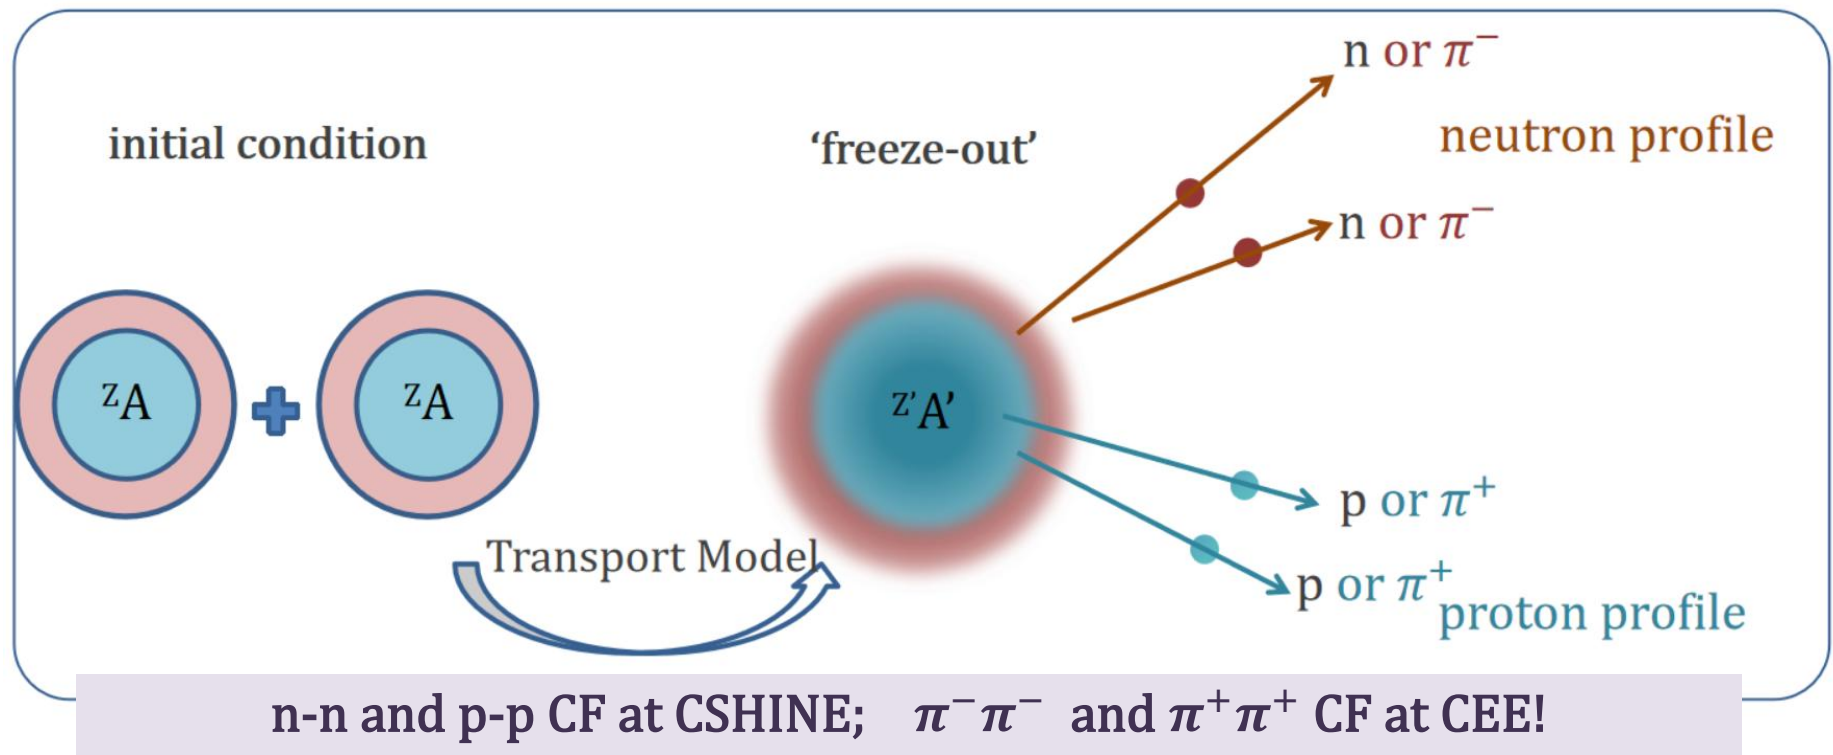 n or π⁻
initial condition
‘freeze-out’
neutron profile
n or π⁻
ᶻA
ᶻA
ᶻ’A’
p or π⁺
Transport Model
p or π⁺
proton profile
n-n and p-p CF at CSHINE; π⁻π⁻ and π⁺π⁺ CF at CEE!